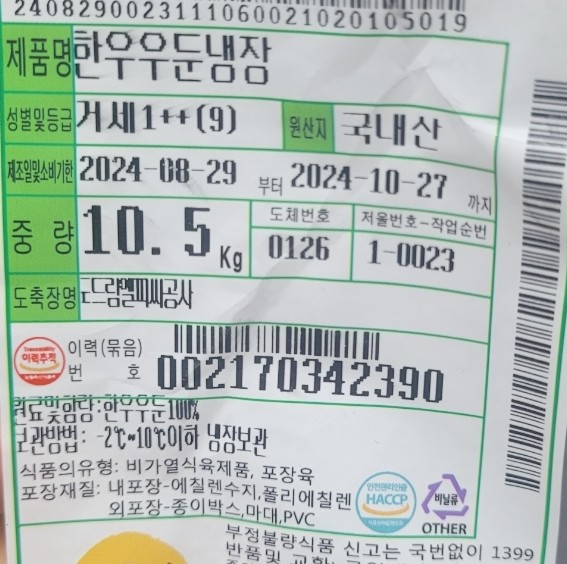 2408290023111060021020105019
제품명 한우우둔냉장
성별및등급 거세1++(9) 원산지 국내산
제조일및소비기한 2024-08-29 부터 2024-10-27 까지
중 량 10.5 Kg 도체번호 0126 저울번호-작업순번 1-0023
도축장명 도드람엘피씨공사
이력추적
이력(묶음)번 호 002170342390
원료및함량:한우우둔100%
보관방법: -2℃~10℃이하 냉장보관
식품의유형: 비가열식육제품, 포장육
포장재질: 내포장-에칠렌수지,폴리에칠렌
외포장-종이박스,마대,PVC
안전관리인증
HACCP
비닐류
OTHER
부정불량식품 신고는 국번없이 1399
반품및